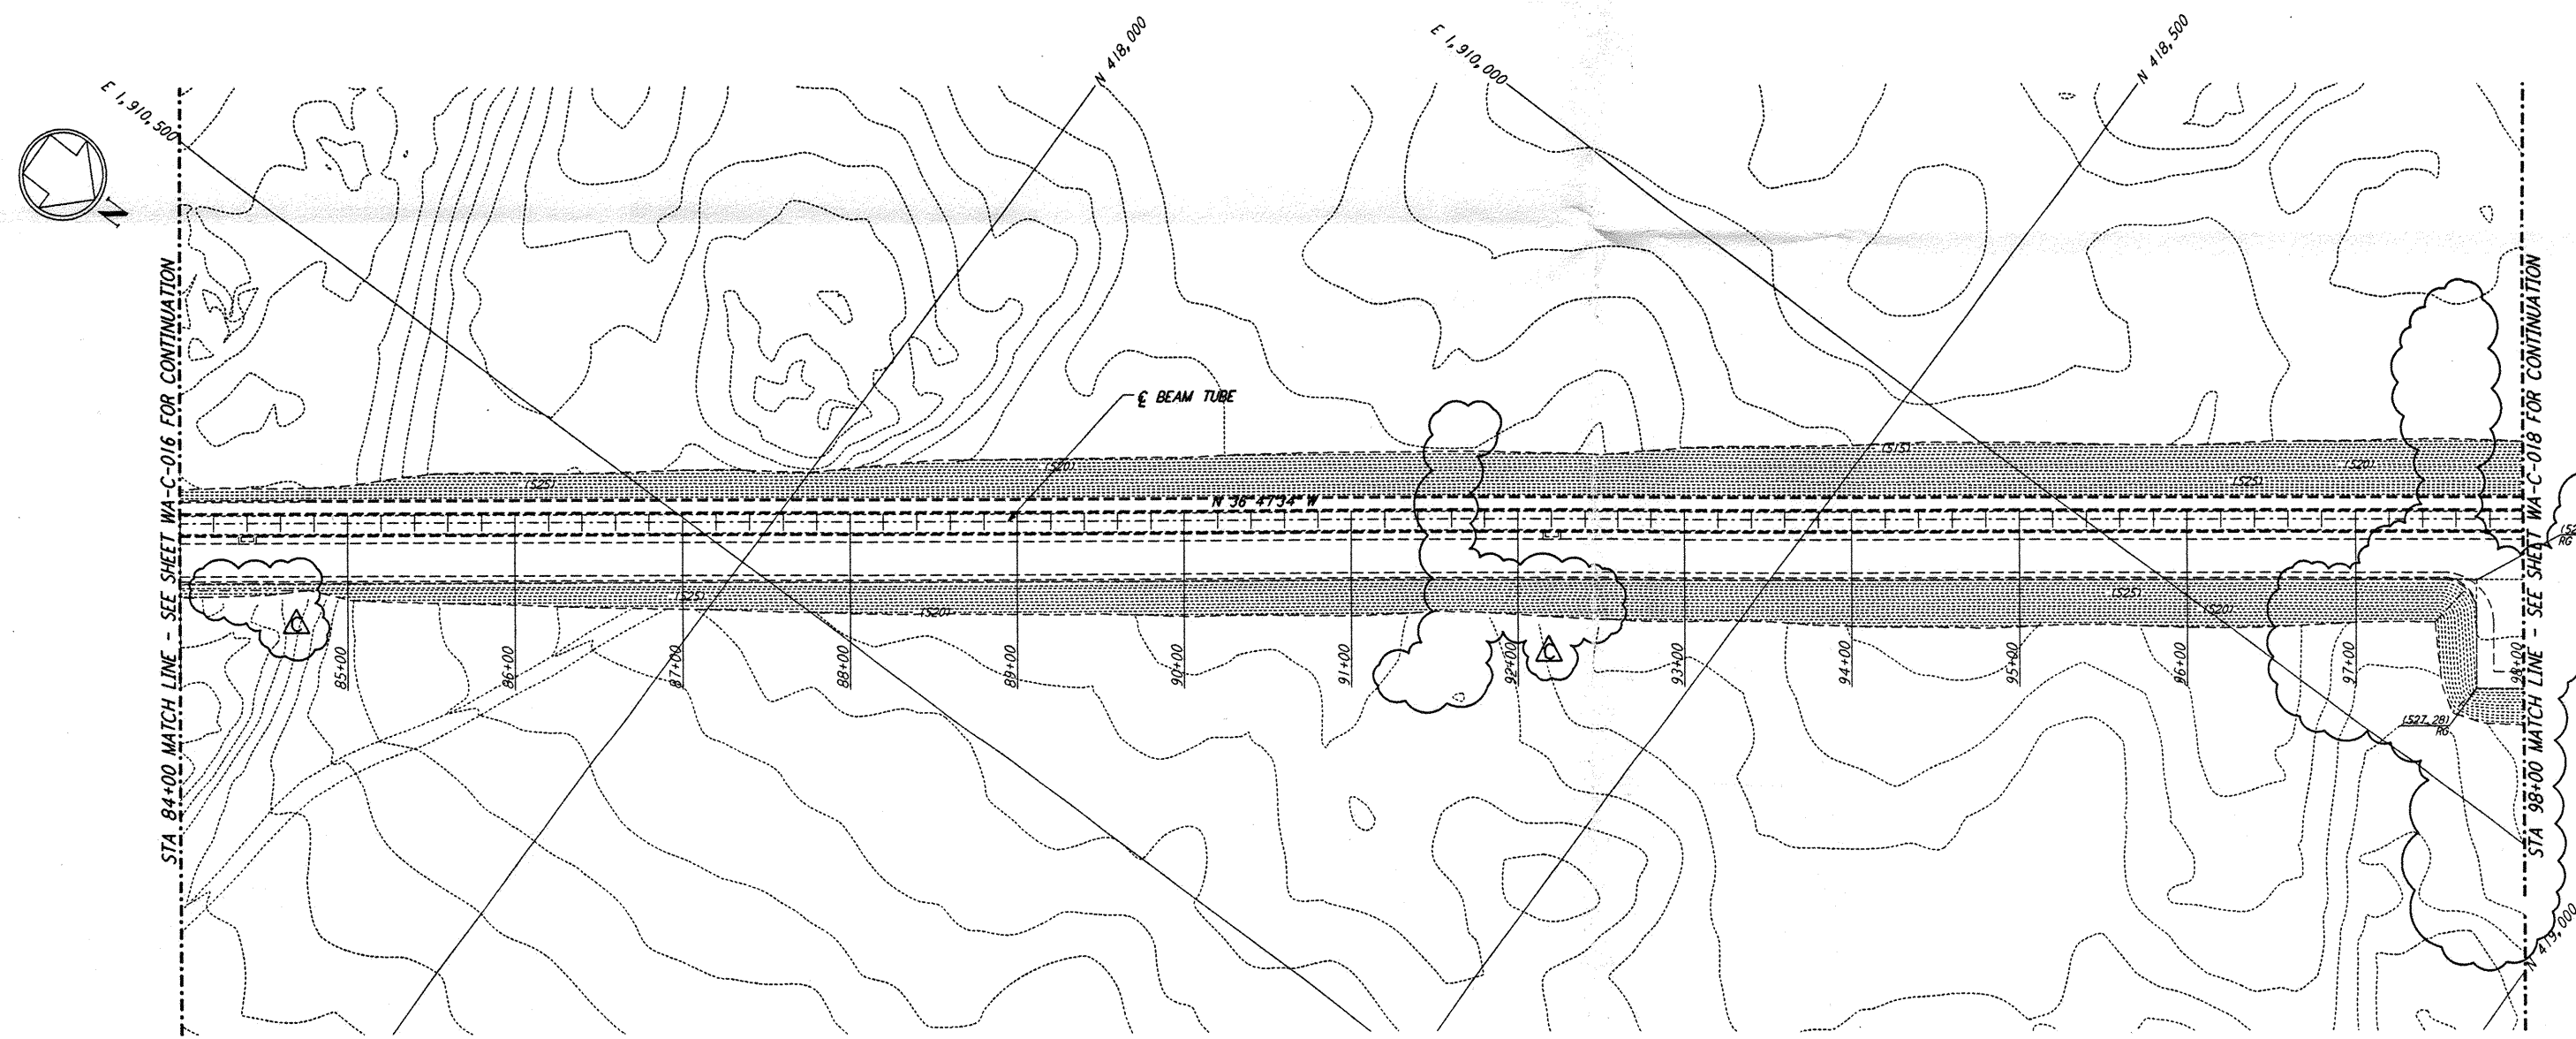 E 1,910,500
N 418,000
E 1,910,000
N 418,500
N
STA 84+00 MATCH LINE - SEE SHEET WA-C-016 FOR CONTINUATION
STA 98+00 MATCH LINE - SEE SHEET WA-C-018 FOR CONTINUATION
℄ BEAM TUBE
(515)
(520)
(520)
(525)
(525)
N 36°47'34" W
RG
C
(525)
(520)
(525)
(520)
C
85+00
86+00
87+00
88+00
89+00
90+00
91+00
92+00
93+00
94+00
95+00
96+00
97+00
98+00
(527.28)
RG
N 419,000